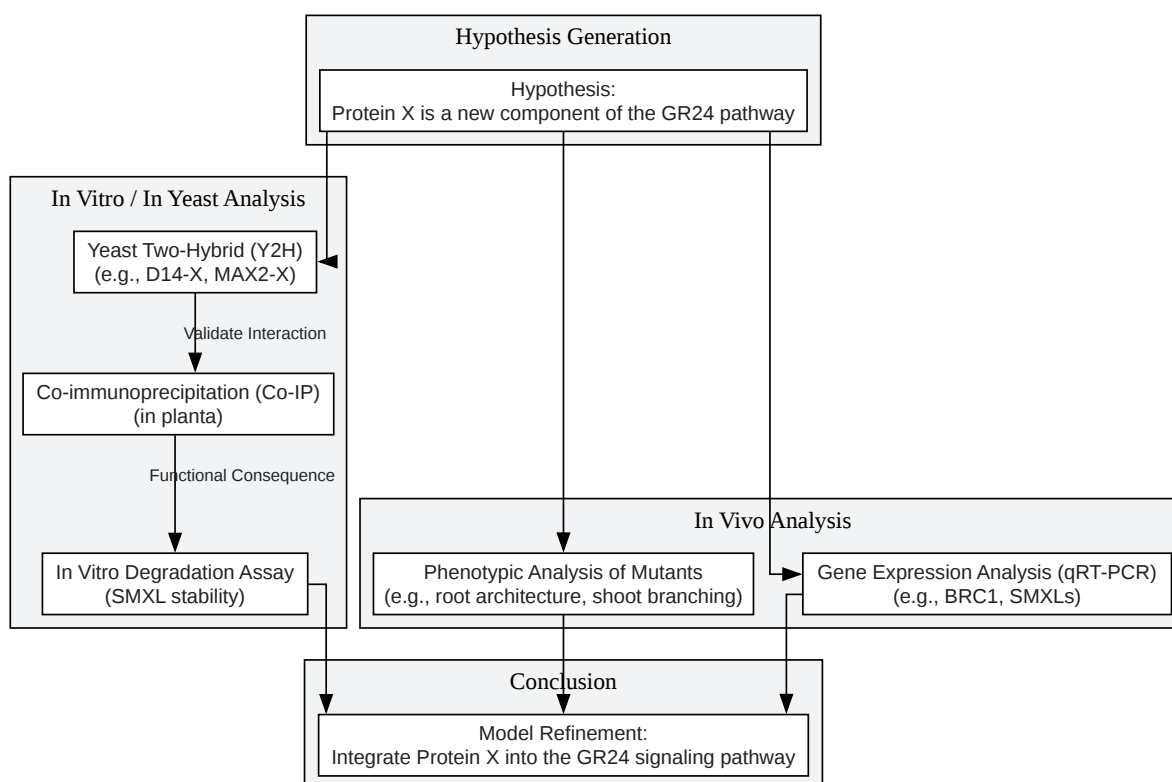 Hypothesis Generation
Hypothesis:
Protein X is a new component of the GR24 pathway
In Vitro / In Yeast Analysis
Yeast Two-Hybrid (Y2H)
(e.g., D14-X, MAX2-X)
Validate Interaction
Co-immunoprecipitation (Co-IP)
(in planta)
Functional Consequence
In Vitro Degradation Assay
(SMXL stability)
In Vivo Analysis
Phenotypic Analysis of Mutants
(e.g., root architecture, shoot branching)
Gene Expression Analysis (qRT-PCR)
(e.g., BRC1, SMXLs)
Conclusion
Model Refinement:
Integrate Protein X into the GR24 signaling pathway